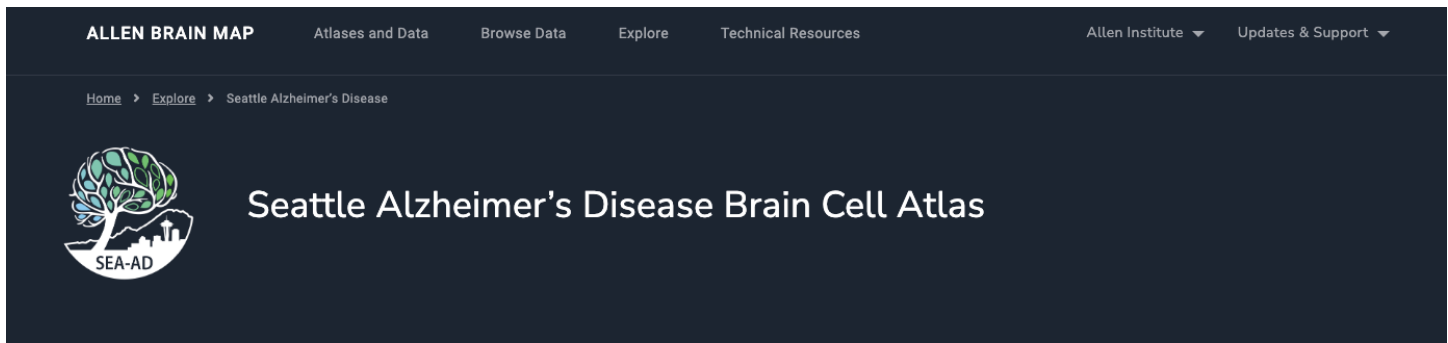 ALLEN BRAIN MAP Atlases and Data Browse Data Explore Technical Resources Allen Institute Updates & Support
Home > Explore > Seattle Alzheimer's Disease
Seattle Alzheimer's Disease Brain Cell Atlas
SEA-AD